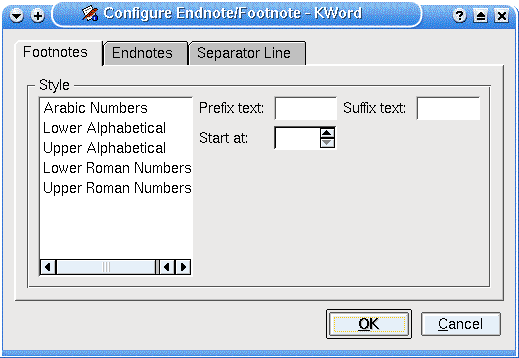 Configure Endnote/Footnote - KWord
Footnotes Endnotes Separator Line
Style
Arabic Numbers
Lower Alphabetical
Upper Alphabetical
Lower Roman Numbers
Upper Roman Numbers
Prefix text: Suffix text:
Start at:
OK Cancel